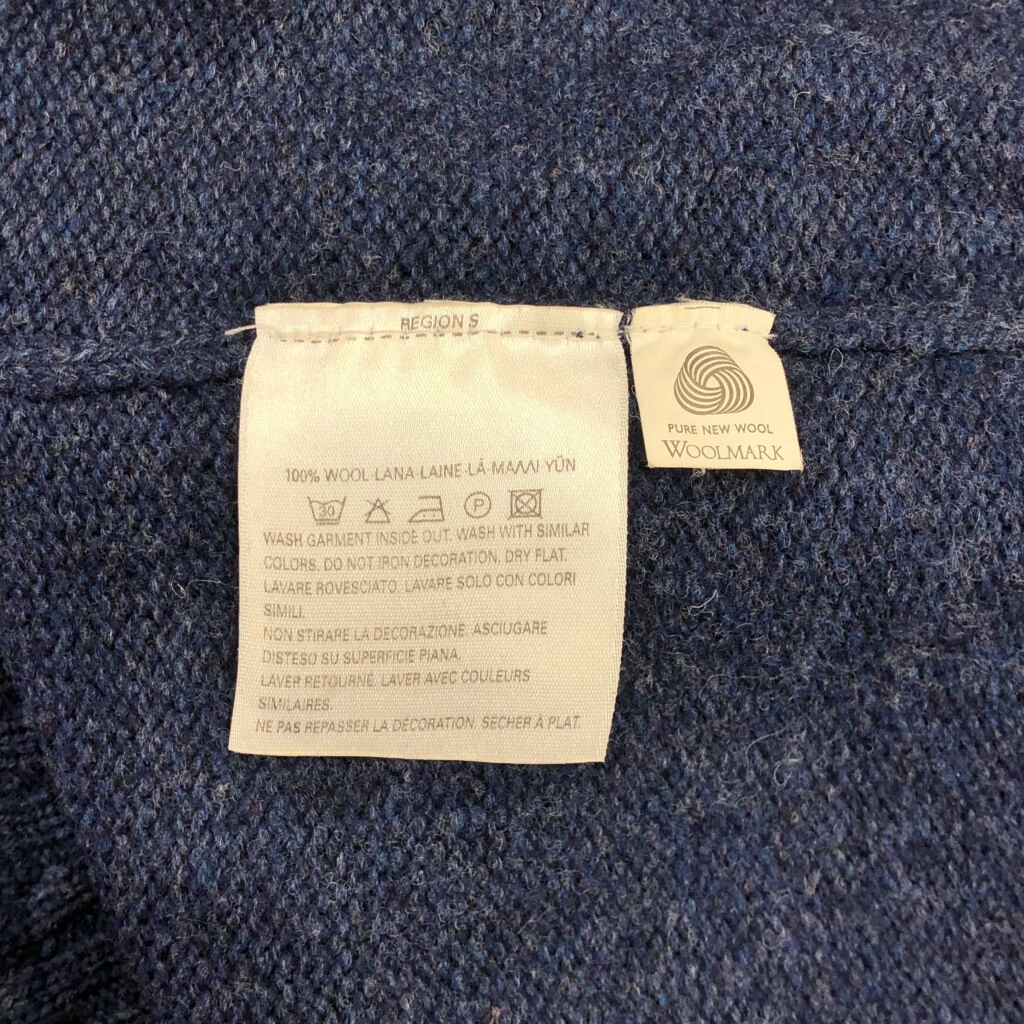 REGION S
PURE NEW WOOL
WOOLMARK
100% WOOL-LANA-LAINE-LÃ-ΜΑΛΛΙ-YÜN
30 P
WASH GARMENT INSIDE OUT. WASH WITH SIMILAR
COLORS. DO NOT IRON DECORATION. DRY FLAT.
LAVARE ROVESCIATO. LAVARE SOLO CON COLORI
SIMILI.
NON STIRARE LA DECORAZIONE. ASCIUGARE
DISTESO SU SUPERFICIE PIANA.
LAVER RETOURNÉ. LAVER AVEC COULEURS
SIMILAIRES.
NE PAS REPASSER LA DÉCORATION. SECHER À PLAT.